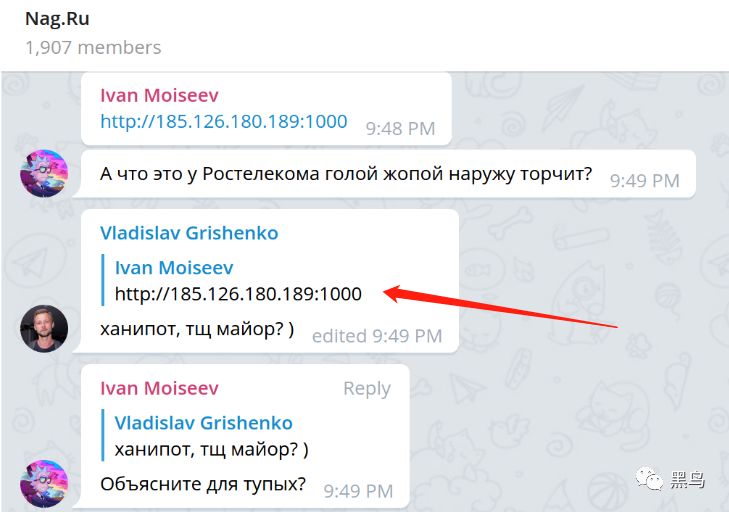 Nag.Ru
1,907 members
Ivan Moiseev
http://185.126.180.189:1000 9:48 PM
А что это у Ростелекома голой жопой наружу торчит? 9:49 PM
Vladislav Grishenko
Ivan Moiseev
http://185.126.180.189:1000
ханипот, тщ майор? ) edited 9:49 PM
Ivan Moiseev Reply
Vladislav Grishenko
ханипот, тщ майор? )
Объясните для тупых? 9:49 PM
黑鸟